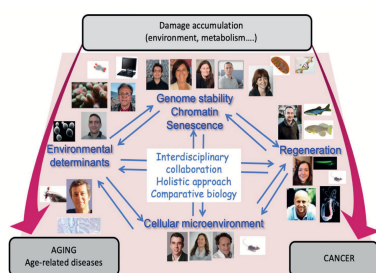 Damage accumulation
(environment, metabolism....)
Genome stability
Chromatin
Senescence
Environmental
determinants
Regeneration
Interdisciplinary
collaboration
Holistic approach
Comparative biology
Cellular microenvironment
AGING
Age-related diseases
CANCER